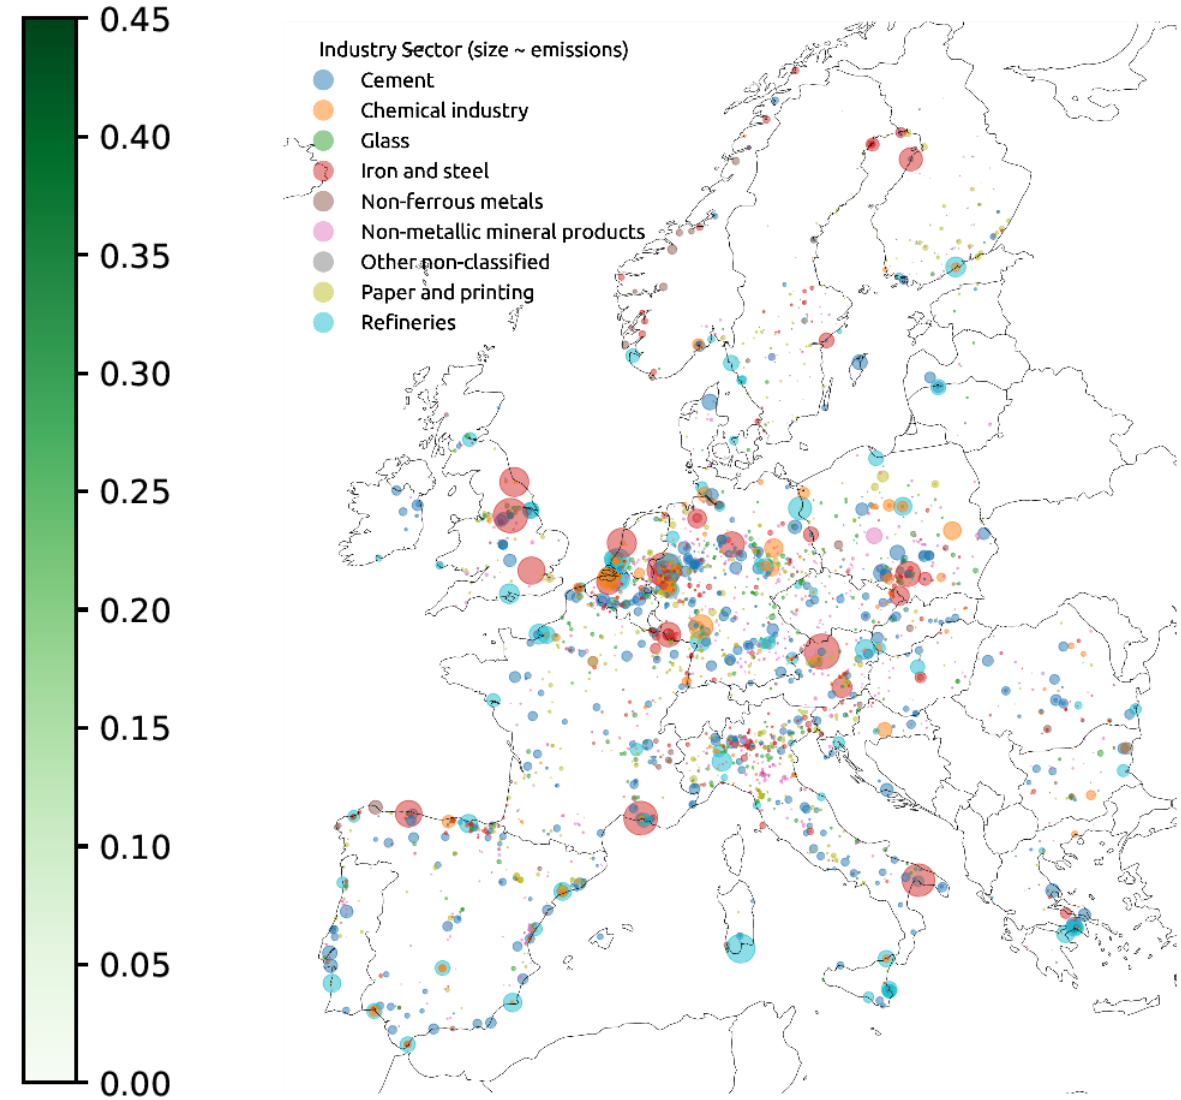 0.45
0.40
0.35
0.30
0.25
0.20
0.15
0.10
0.05
0.00
Industry Sector (size ~ emissions)
Cement
Chemical industry
Glass
Iron and steel
Non-ferrous metals
Non-metallic mineral products
Other non-classified
Paper and printing
Refineries